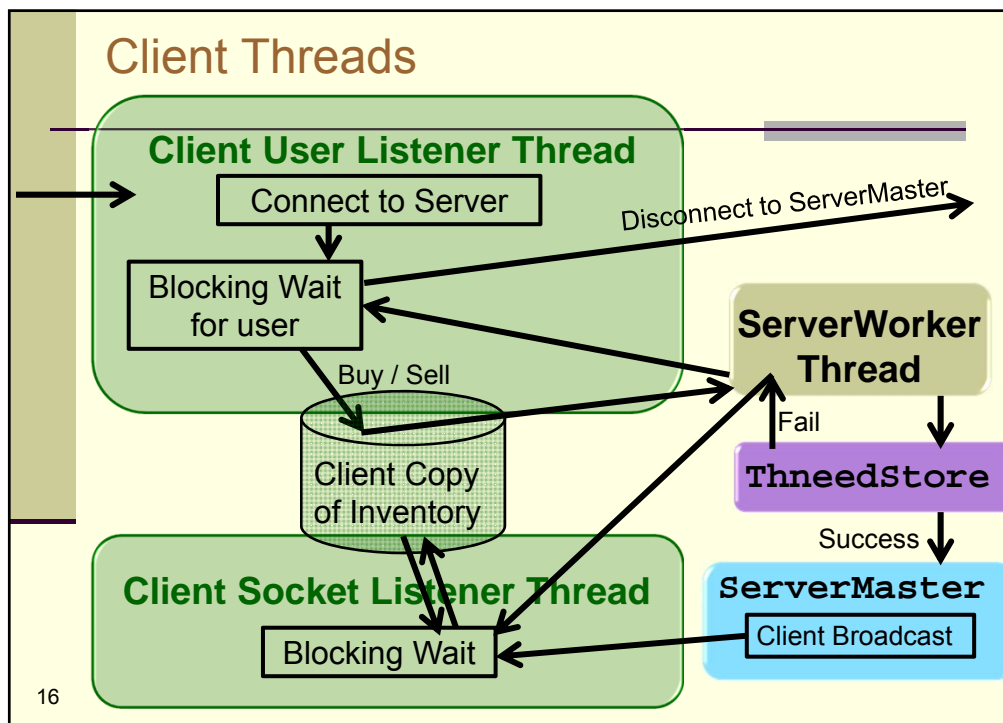 Client Threads
Client User Listener Thread
Connect to Server
Disconnect to ServerMaster
Blocking Wait
for user
ServerWorker
Thread
Buy / Sell
Fail
Client Copy
of Inventory
ThneedStore
Success
Client Socket Listener Thread
ServerMaster
Client Broadcast
Blocking Wait
16